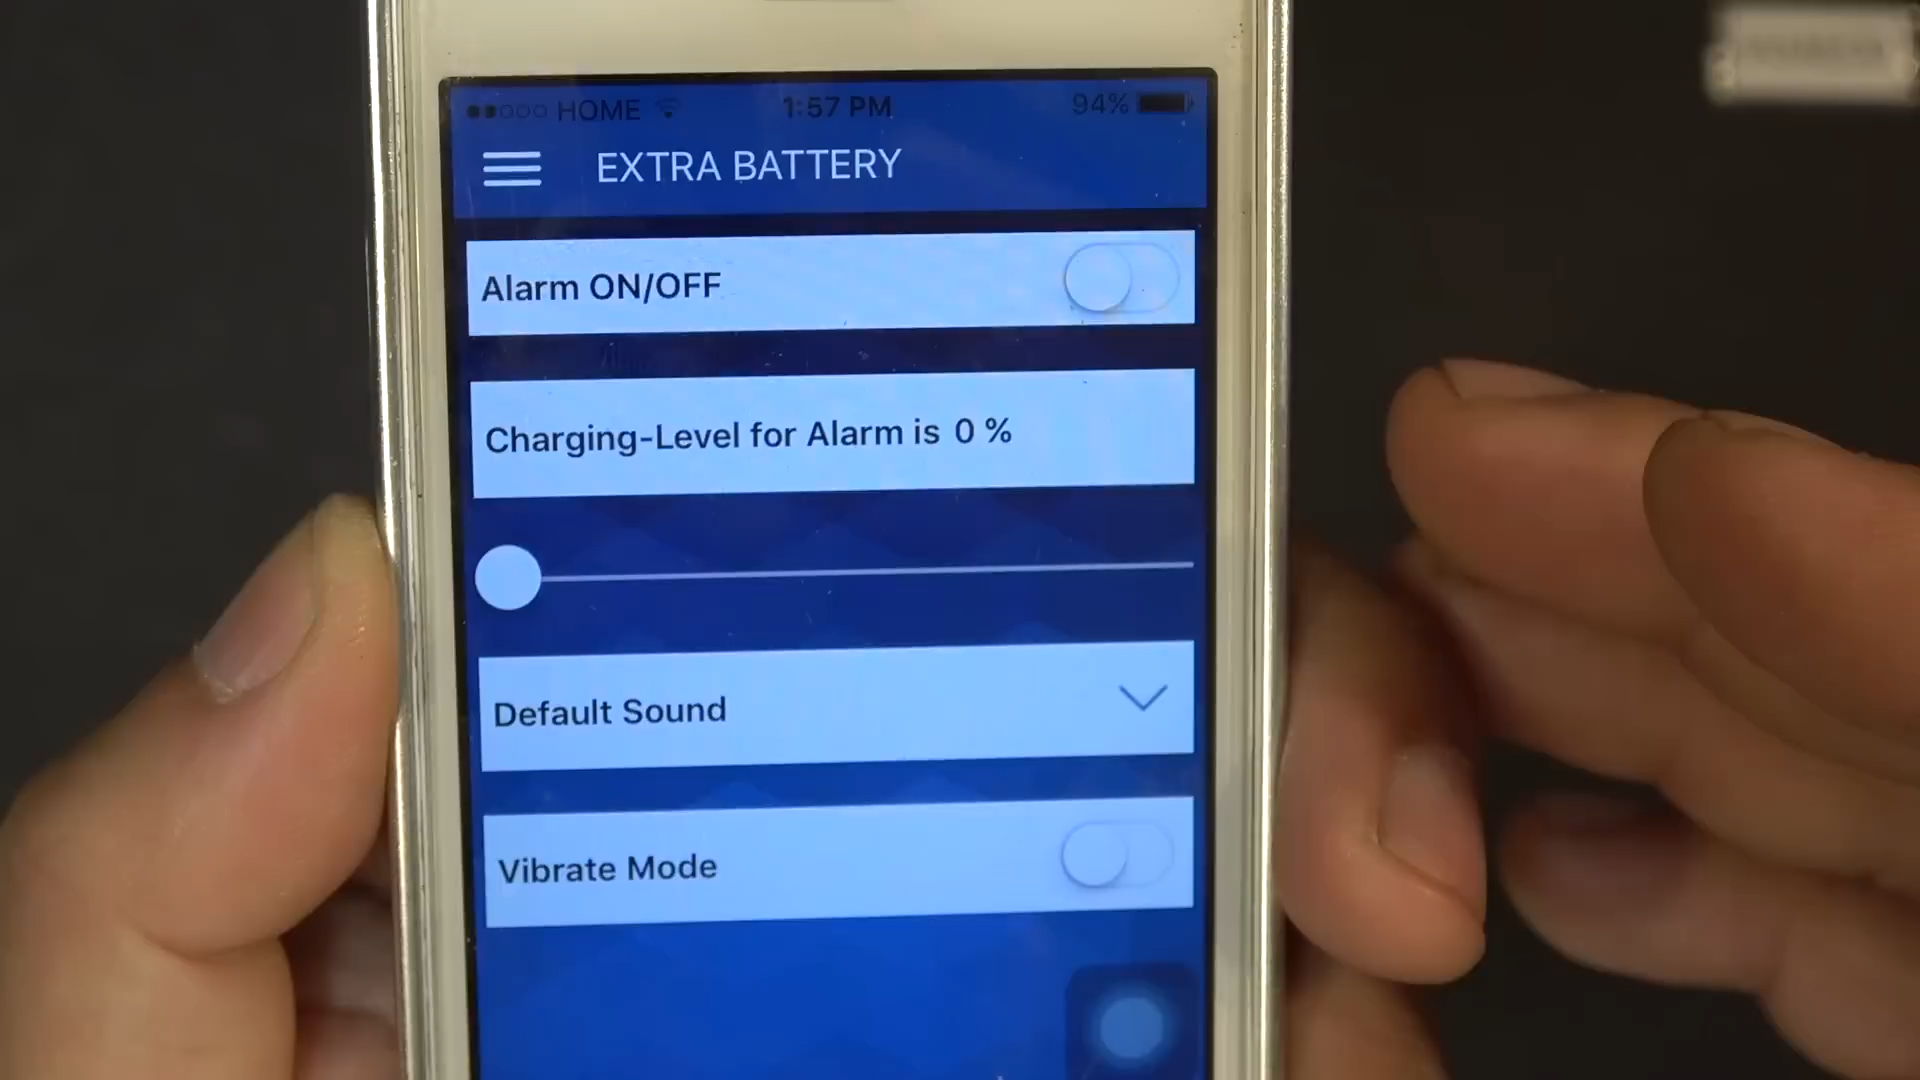 HOME 1:57 PM 94%
EXTRA BATTERY
Alarm ON/OFF
Charging-Level for Alarm is 0 %
Default Sound
Vibrate Mode